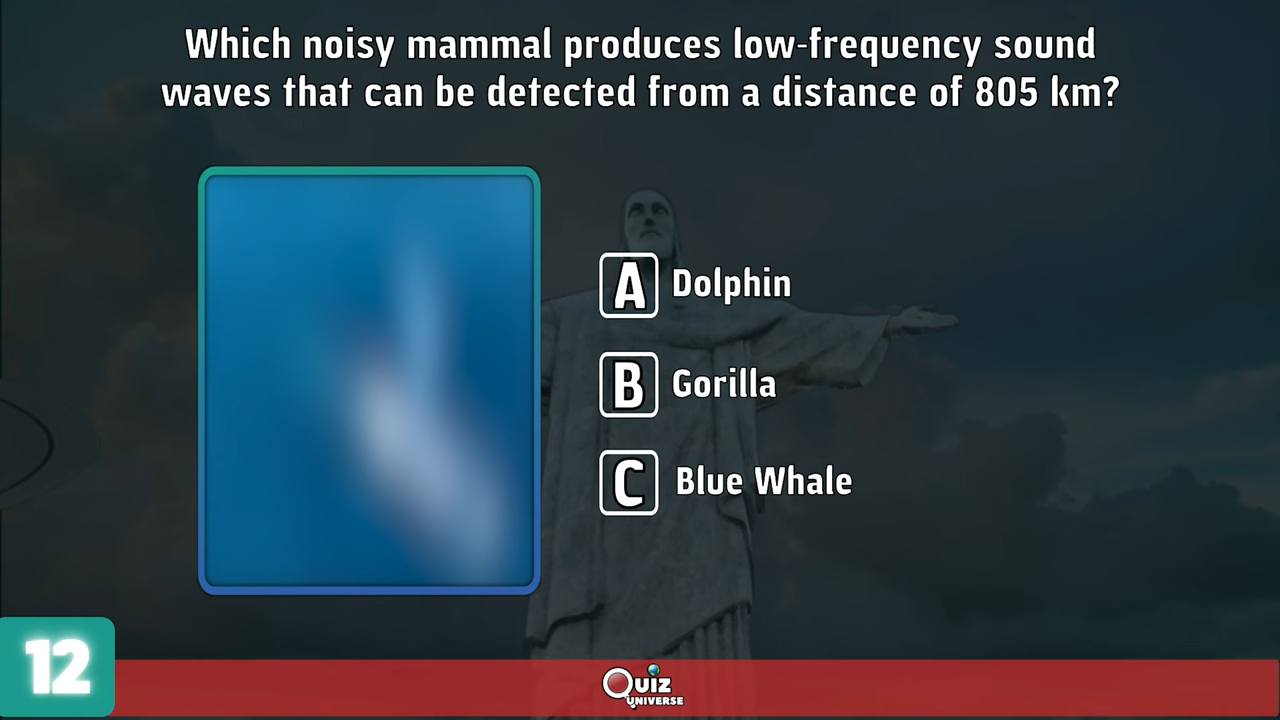 Which noisy mammal produces low-frequency sound
waves that can be detected from a distance of 805 km?
A Dolphin
B Gorilla
C Blue Whale
12
QUIZ
UNIVERSE